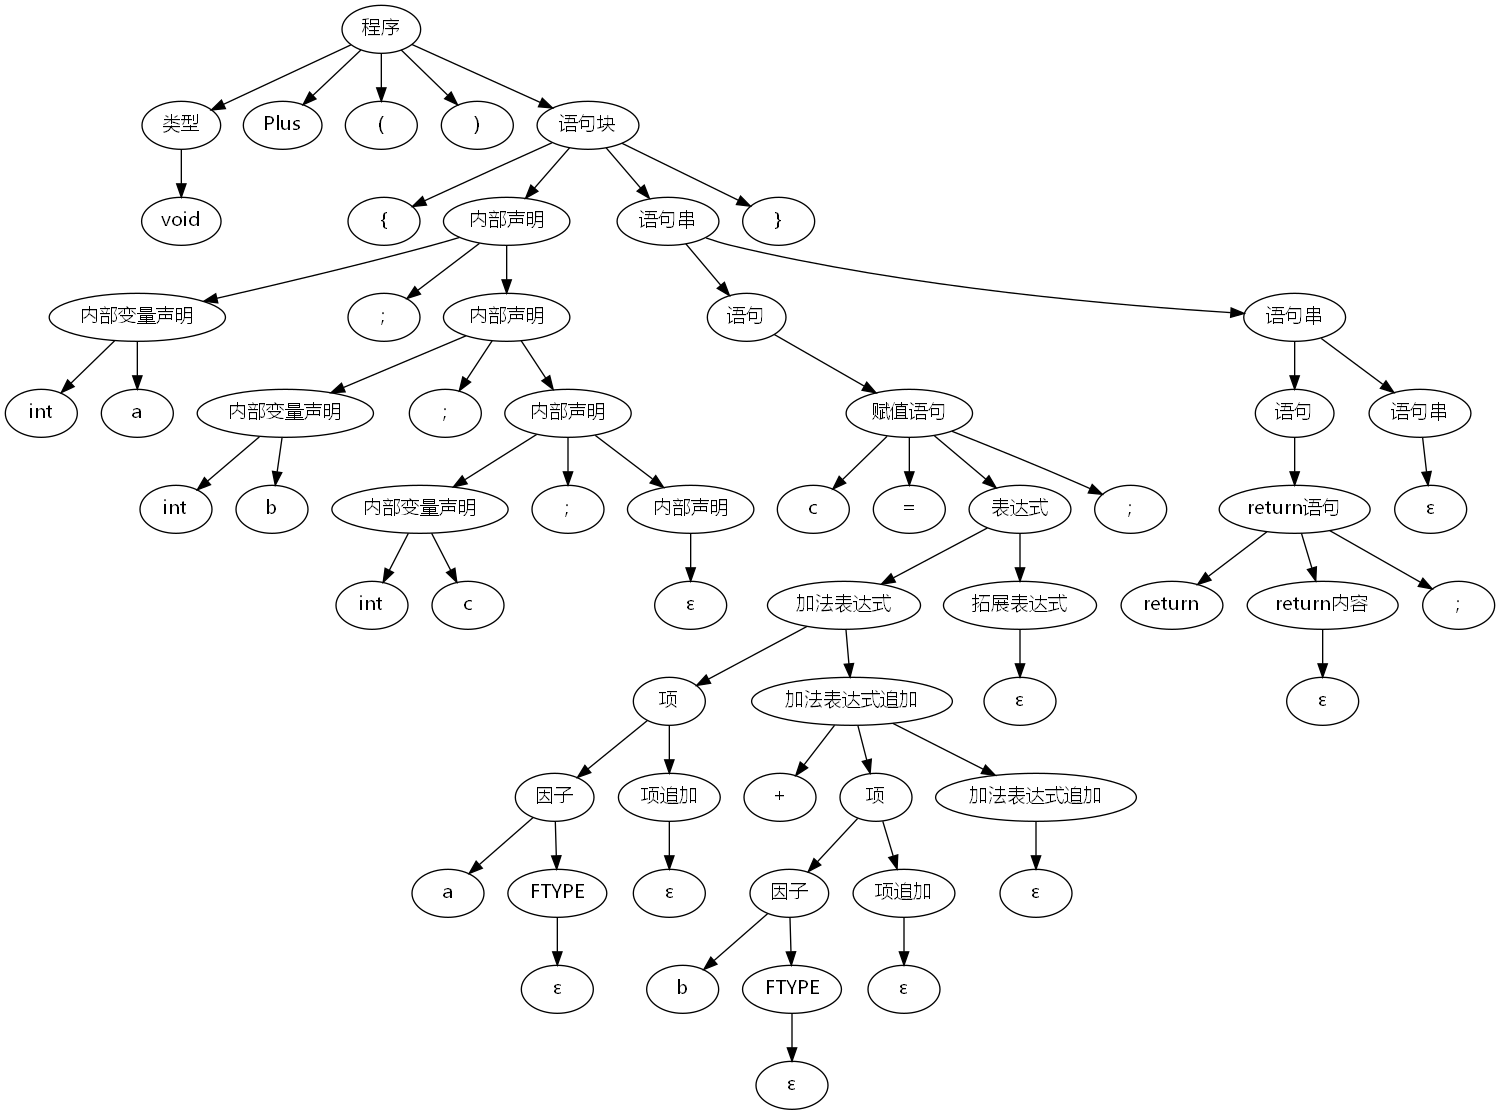 程序
类型 Plus ( ) 语句块
void { 内部声明 语句串 }
内部变量声明 ; 内部声明 语句 语句串
int a 内部变量声明 ; 内部声明 赋值语句 语句 语句串
int b 内部变量声明 ; 内部声明 c = 表达式 ; return语句 ε
int c ε 加法表达式 拓展表达式 return return内容 ;
项 加法表达式追加 ε ε
因子 项追加 + 项 加法表达式追加
a FTYPE ε 因子 项追加 ε
ε b FTYPE ε
ε